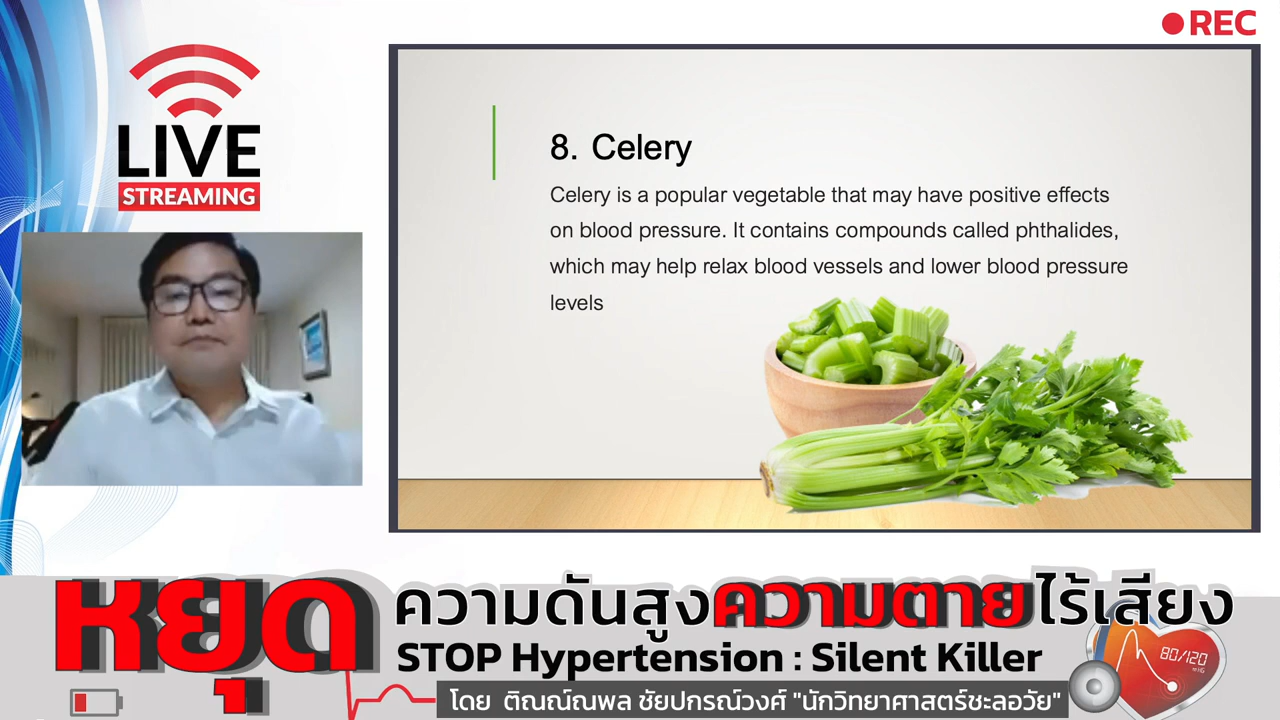 REC
LIVE
STREAMING
8. Celery
Celery is a popular vegetable that may have positive effects
on blood pressure. It contains compounds called phthalides,
which may help relax blood vessels and lower blood pressure
levels
หยุด
ความดันสูงความตายไร้เสียง
STOP Hypertension : Silent Killer
80/120
โดย ติณณ์ณพล ชัยปกรณ์วงศ์ "นักวิทยาศาสตร์ชะลอวัย"